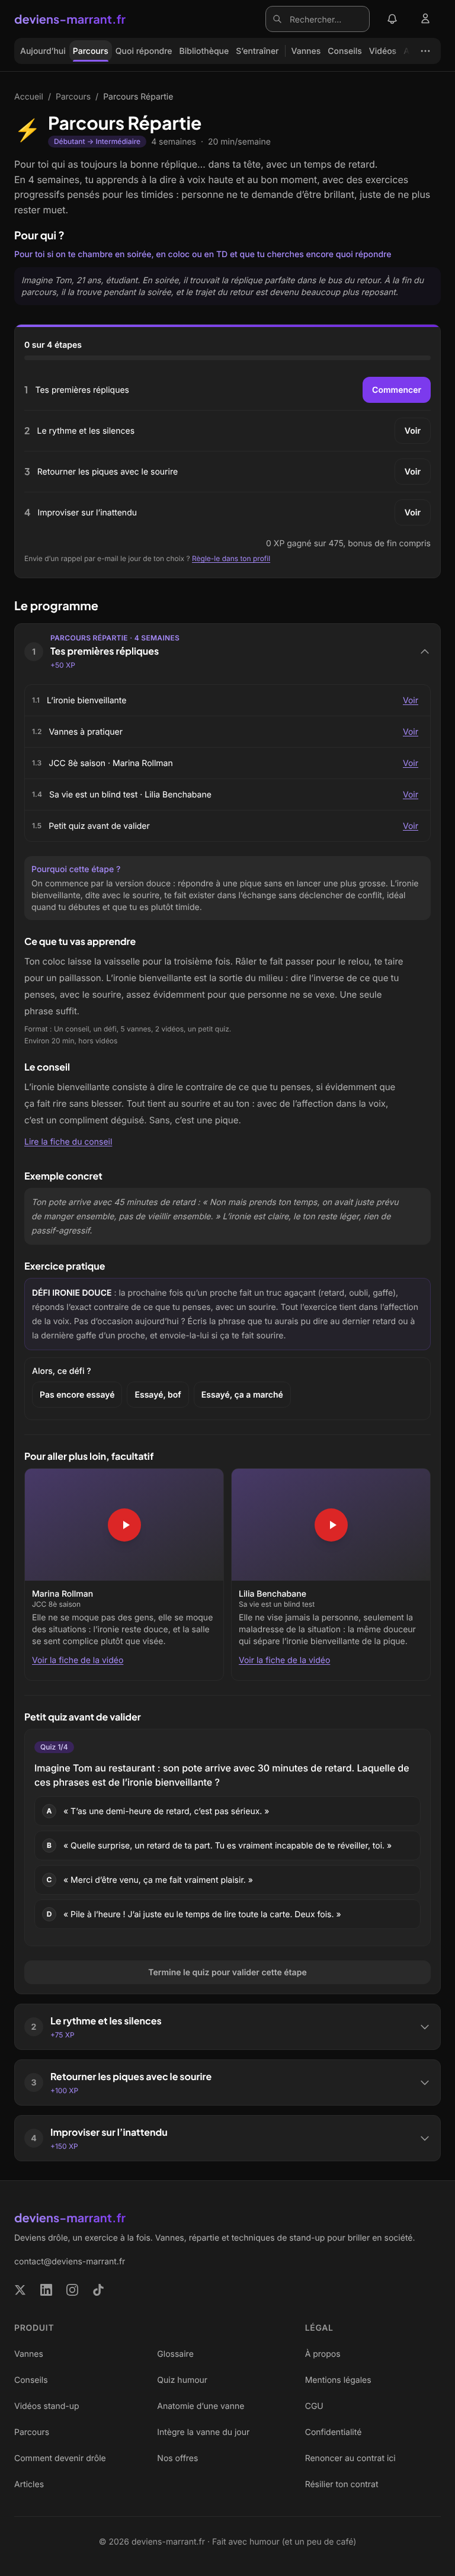 deviens-marrant.fr
Rechercher...
Aujourd'hui Parcours Quoi répondre Bibliothèque S'entraîner Vannes Conseils Vidéos
Accueil / Parcours / Parcours Répartie
⚡ Parcours Répartie
Débutant → Intermédiaire 4 semaines · 20 min/semaine
Pour toi qui as toujours la bonne réplique… dans ta tête, avec un temps de retard.
En 4 semaines, tu apprends à la dire à voix haute et au bon moment, avec des exercices
progressifs pensés pour les timides : personne ne te demande d'être brillant, juste de ne plus
rester muet.
Pour qui ?
Pour toi si on te chambre en soirée, en coloc ou en TD et que tu cherches encore quoi répondre
Imagine Tom, 21 ans, étudiant. En soirée, il trouvait la réplique parfaite dans le bus du retour. À la fin du
parcours, il la trouve pendant la soirée, et le trajet du retour est devenu beaucoup plus reposant.
0 sur 4 étapes
1 Tes premières répliques Commencer
2 Le rythme et les silences Voir
3 Retourner les piques avec le sourire Voir
4 Improviser sur l'inattendu Voir
0 XP gagné sur 475, bonus de fin compris
Envie d'un rappel par e-mail le jour de ton choix ? Règle-le dans ton profil
Le programme
PARCOURS RÉPARTIE · 4 SEMAINES
1 Tes premières répliques
+50 XP
1.1 L'ironie bienveillante Voir
1.2 Vannes à pratiquer Voir
1.3 JCC 8è saison · Marina Rollman Voir
1.4 Sa vie est un blind test · Lilia Benchabane Voir
1.5 Petit quiz avant de valider Voir
Pourquoi cette étape ?
On commence par la version douce : répondre à une pique sans en lancer une plus grosse. L'ironie
bienveillante, dite avec le sourire, te fait exister dans l'échange sans déclencher de conflit, idéal
quand tu débutes et que tu es plutôt timide.
Ce que tu vas apprendre
Ton coloc laisse la vaisselle pour la troisième fois. Râler te fait passer pour le relou, te taire
pour un paillasson. L'ironie bienveillante est la sortie du milieu : dire l'inverse de ce que tu
penses, avec le sourire, assez évidemment pour que personne ne se vexe. Une seule
phrase suffit.
Format : Un conseil, un défi, 5 vannes, 2 vidéos, un petit quiz.
Environ 20 min, hors vidéos
Le conseil
L'ironie bienveillante consiste à dire le contraire de ce que tu penses, si évidemment que
ça fait rire sans blesser. Tout tient au sourire et au ton : avec de l'affection dans la voix,
c'est un compliment déguisé. Sans, c'est une pique.
Lire la fiche du conseil
Exemple concret
Ton pote arrive avec 45 minutes de retard : « Non mais prends ton temps, on avait juste prévu
de manger ensemble, pas de vieillir ensemble. » L'ironie est claire, le ton reste léger, rien de
passif-agressif.
Exercice pratique
DÉFI IRONIE DOUCE : la prochaine fois qu'un proche fait un truc agaçant (retard, oubli, gaffe),
réponds l'exact contraire de ce que tu penses, avec un sourire. Tout l'exercice tient dans l'affection
de la voix. Pas d'occasion aujourd'hui ? Écris la phrase que tu aurais pu dire au dernier retard ou à
la dernière gaffe d'un proche, et envoie-la-lui si ça te fait sourire.
Alors, ce défi ?
Pas encore essayé Essayé, bof Essayé, ça a marché
Pour aller plus loin, facultatif
Marina Rollman
JCC 8è saison
Elle ne se moque pas des gens, elle se moque
des situations : l'ironie reste douce, et la salle
se sent complice plutôt que visée.
Voir la fiche de la vidéo
Lilia Benchabane
Sa vie est un blind test
Elle ne vise jamais la personne, seulement la
maladresse de la situation : la même douceur
qui sépare l'ironie bienveillante de la pique.
Voir la fiche de la vidéo
Petit quiz avant de valider
Quiz 1/4
Imagine Tom au restaurant : son pote arrive avec 30 minutes de retard. Laquelle de
ces phrases est de l'ironie bienveillante ?
A « T'as une demi-heure de retard, c'est pas sérieux. »
B « Quelle surprise, un retard de ta part. Tu es vraiment incapable de te réveiller, toi. »
C « Merci d'être venu, ça me fait vraiment plaisir. »
D « Pile à l'heure ! J'ai juste eu le temps de lire toute la carte. Deux fois. »
Termine le quiz pour valider cette étape
2 Le rythme et les silences
+75 XP
3 Retourner les piques avec le sourire
+100 XP
4 Improviser sur l'inattendu
+150 XP
deviens-marrant.fr
Deviens drôle, un exercice à la fois. Vannes, répartie et techniques de stand-up pour briller en société.
contact@deviens-marrant.fr
PRODUIT LÉGAL
Vannes Glossaire À propos
Conseils Quiz humour Mentions légales
Vidéos stand-up Anatomie d'une vanne CGU
Parcours Intègre la vanne du jour Confidentialité
Comment devenir drôle Nos offres Renoncer au contrat ici
Articles Résilier ton contrat
© 2026 deviens-marrant.fr · Fait avec humour (et un peu de café)